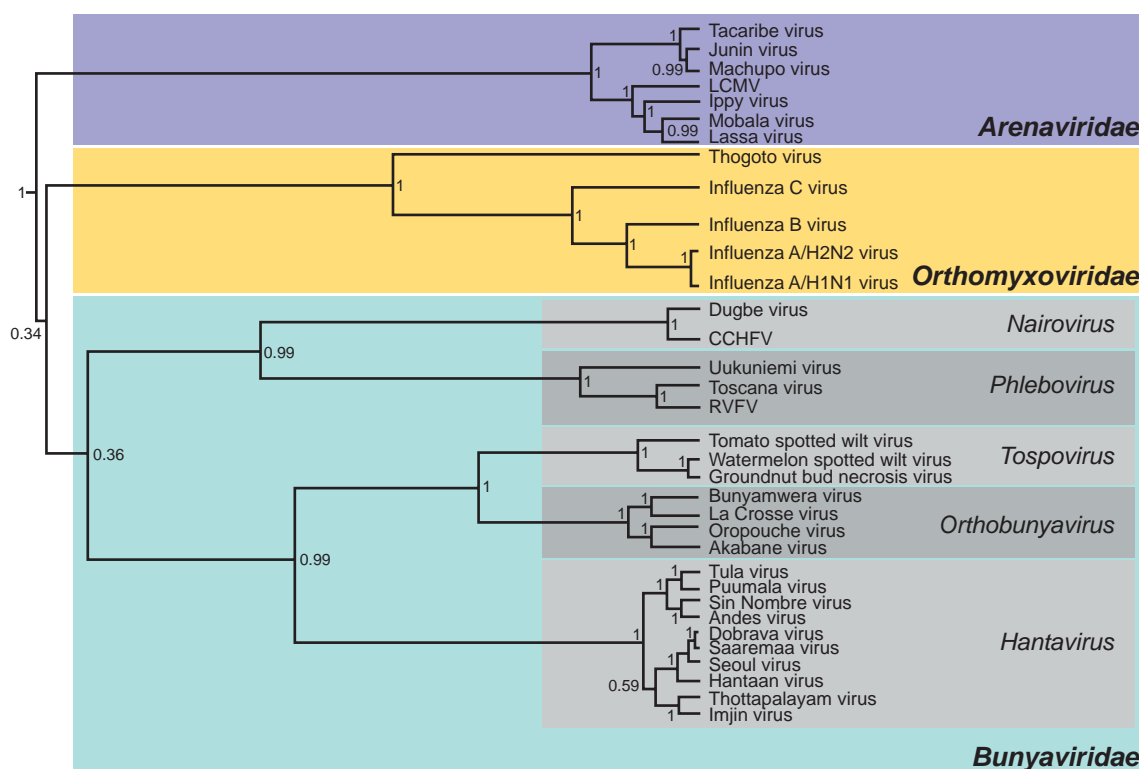 Tacaribe virus
1
Junin virus
0.99
Machupo virus
1
LCMV
1
Ippy virus
1
Mobala virus
0.99
Lassa virus
Arenaviridae
Thogoto virus
1
1
Influenza C virus
1
Influenza B virus
1
Influenza A/H2N2 virus
1
Influenza A/H1N1 virus
Orthomyxoviridae
0.34
Dugbe virus
1
CCHFV
Nairovirus
0.99
Uukuniemi virus
1
Toscana virus
1
RVFV
Phlebovirus
0.36
Tomato spotted wilt virus
1
Watermelon spotted wilt virus
1
Groundnut bud necrosis virus
Tospovirus
1
Bunyamwera virus
1
La Crosse virus
1
Oropouche virus
1
Akabane virus
Orthobunyavirus
0.99
Tula virus
1
Puumala virus
1
Sin Nombre virus
Andes virus
1
Dobrava virus
1
Saaremaa virus
1
Seoul virus
1
Hantaan virus
0.59
Thottapalayam virus
1
Imjin virus
Hantavirus
Bunyaviridae